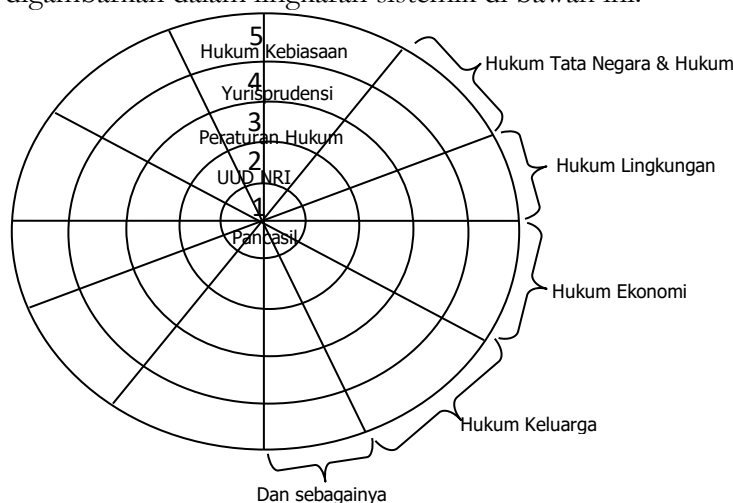 digambarkan dalam lingkaran sistemik di bawah ini:
5
Hukum Kebiasaan
Hukum Tata Negara & Hukum
4
Yurisprudensi
3
Peraturan Hukum
2
Hukum Lingkungan
UUD NRI
1
Pancasil
Hukum Ekonomi
Hukum Keluarga
Dan sebagainya